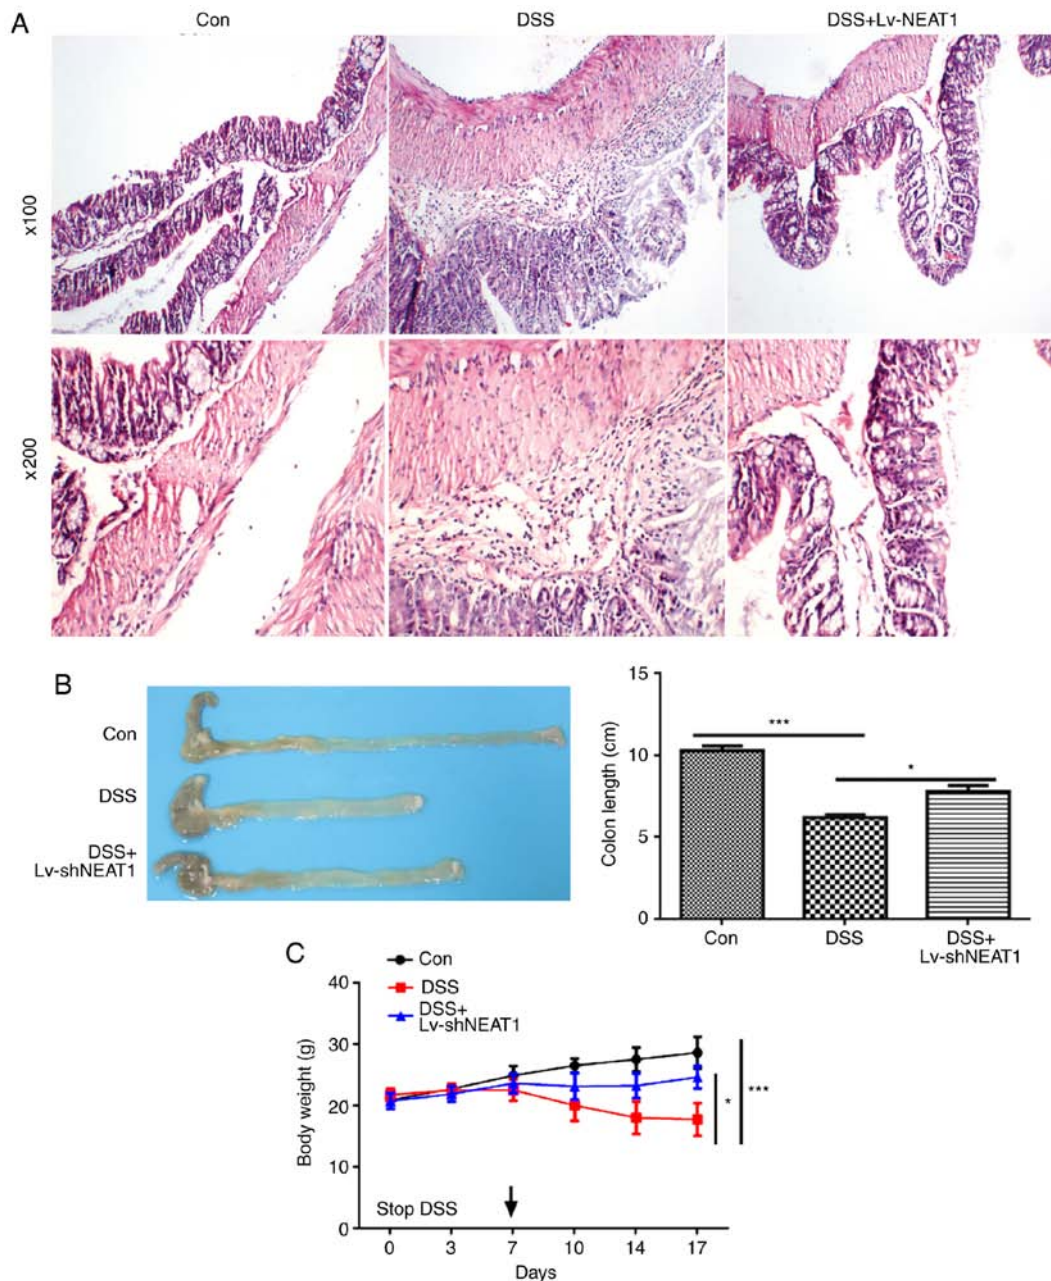 A
Con
DSS
DSS+Lv-NEAT1
x100
x200
B
Con
DSS
DSS+
Lv-shNEAT1
Colon length (cm)
15
10
5
0
***
*
Con
DSS
DSS+
Lv-shNEAT1
C
Con
DSS
DSS+
Lv-shNEAT1
Body weight (g)
40
30
20
10
0
*
***
Stop DSS
0
3
7
10
14
17
Days